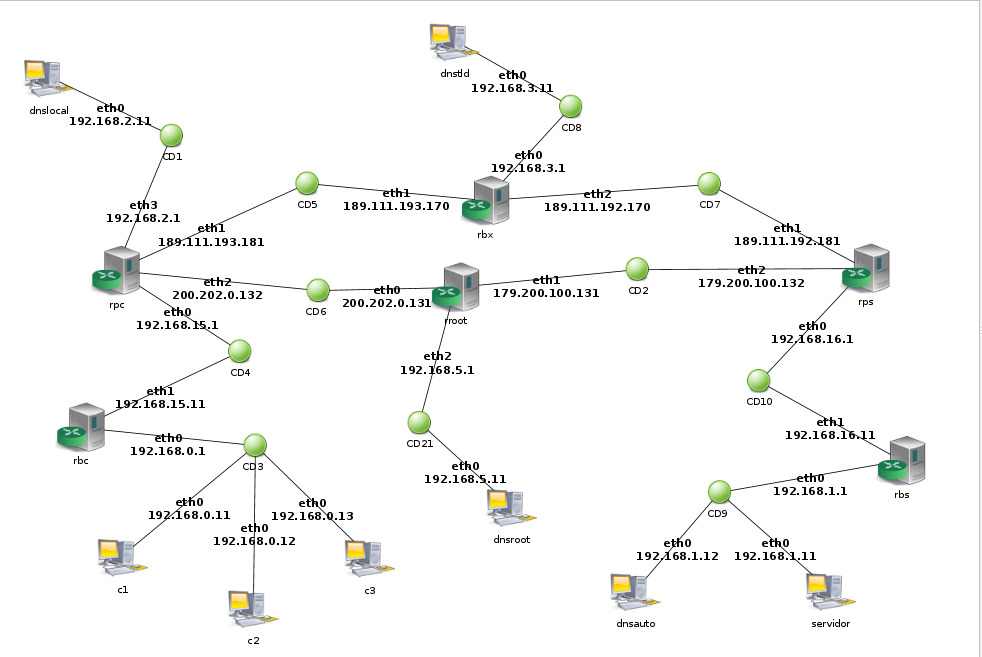 dnstld
eth0
192.168.3.11
CD8
dnslocal
eth0
192.168.2.11
CD1
eth0
192.168.3.1
rbx
eth3
192.168.2.1
eth1
189.111.193.181
CD5
eth1
189.111.193.170
eth2
189.111.192.170
CD7
eth1
189.111.192.181
rpc
eth2
200.202.0.132
CD6
eth0
200.202.0.131
rroot
eth1
179.200.100.131
CD2
eth2
179.200.100.132
rps
eth0
192.168.15.1
CD4
eth1
192.168.15.11
rbc
eth0
192.168.0.1
CD3
eth2
192.168.5.1
CD21
eth0
192.168.5.11
dnsroot
eth0
192.168.16.1
CD10
eth1
192.168.16.11
rbs
eth0
192.168.1.1
CD9
eth0
192.168.0.11
eth0
192.168.0.12
eth0
192.168.0.13
c1
c2
c3
eth0
192.168.1.12
eth0
192.168.1.11
dnsauto
servidor